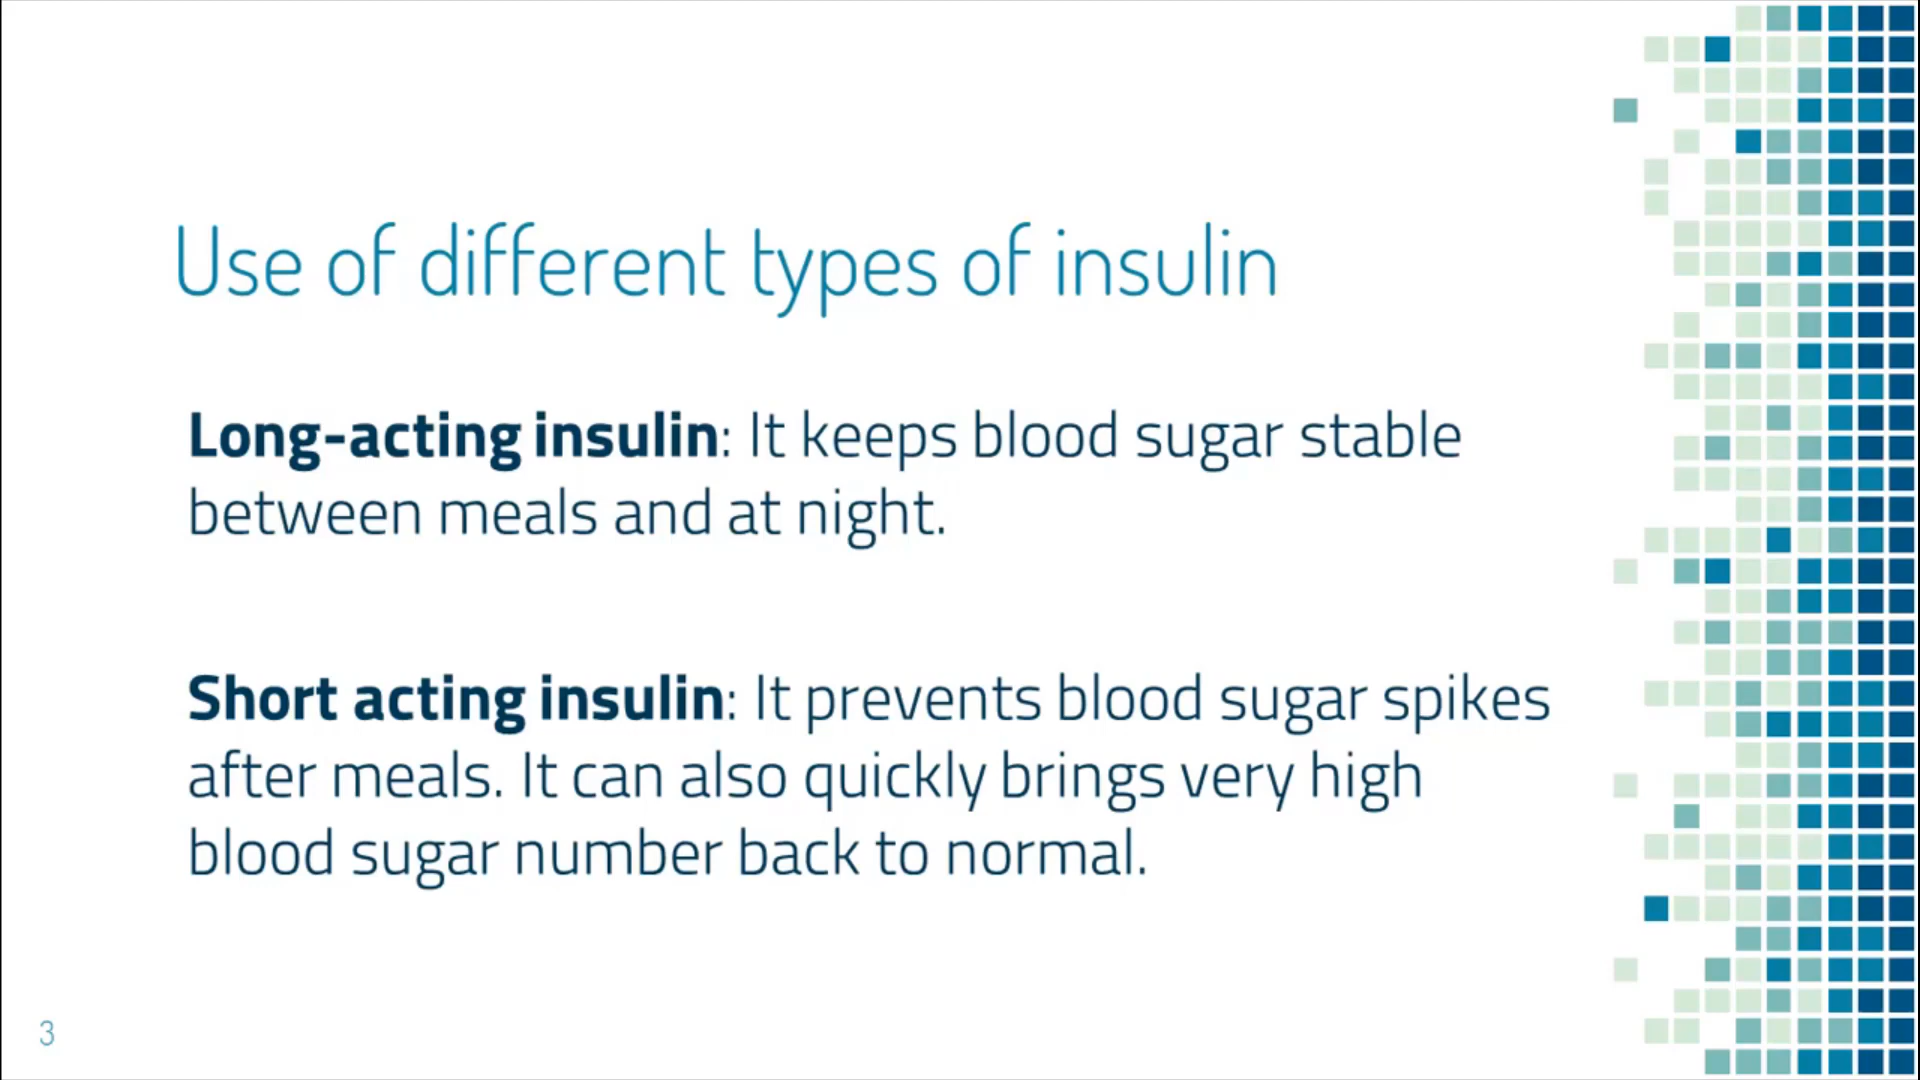 Use of different types of insulin
Long-acting insulin: It keeps blood sugar stable
between meals and at night.
Short acting insulin: It prevents blood sugar spikes
after meals. It can also quickly brings very high
blood sugar number back to normal.
3